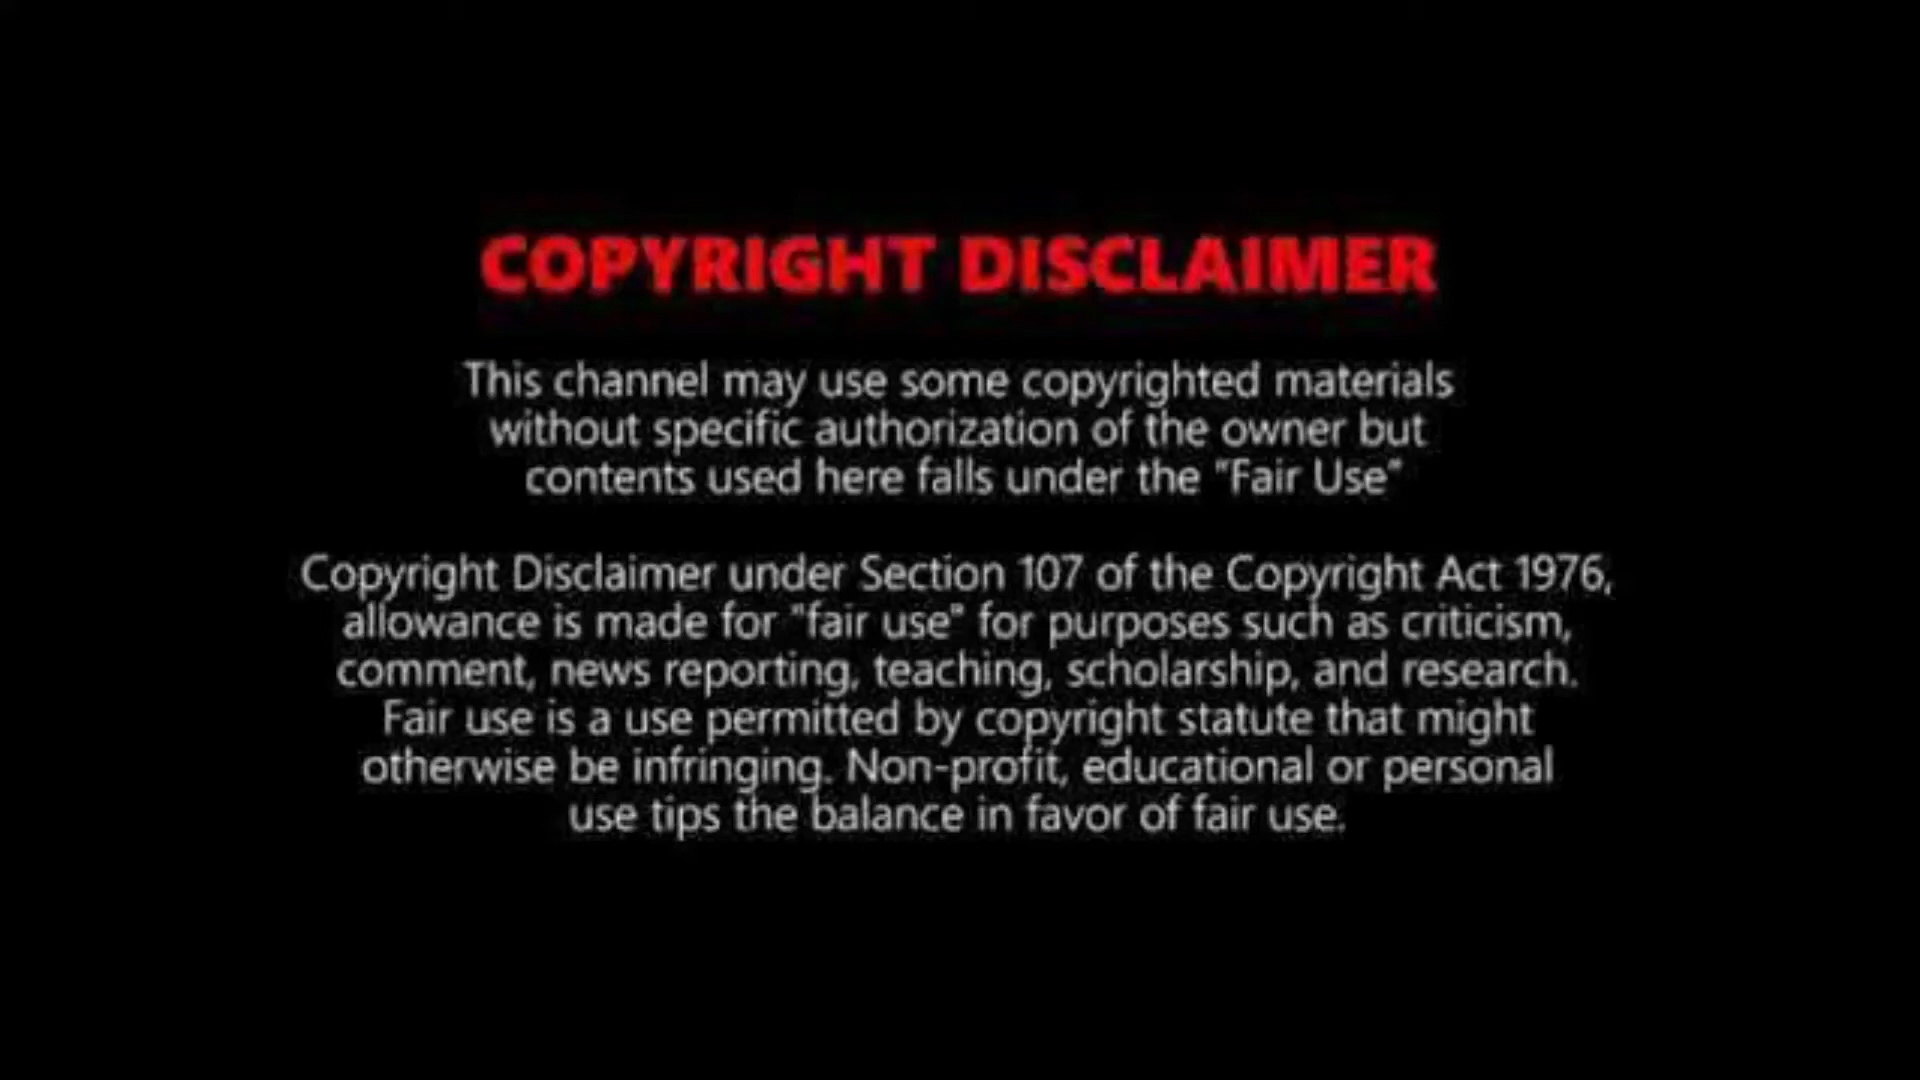 COPYRIGHT DISCLAIMER
This channel may use some copyrighted materials
without specific authorization of the owner but
contents used here falls under the "Fair Use"
Copyright Disclaimer under Section 107 of the Copyright Act 1976,
allowance is made for "fair use" for purposes such as criticism,
comment, news reporting, teaching, scholarship, and research.
Fair use is a use permitted by copyright statute that might
otherwise be infringing. Non-profit, educational or personal
use tips the balance in favor of fair use.